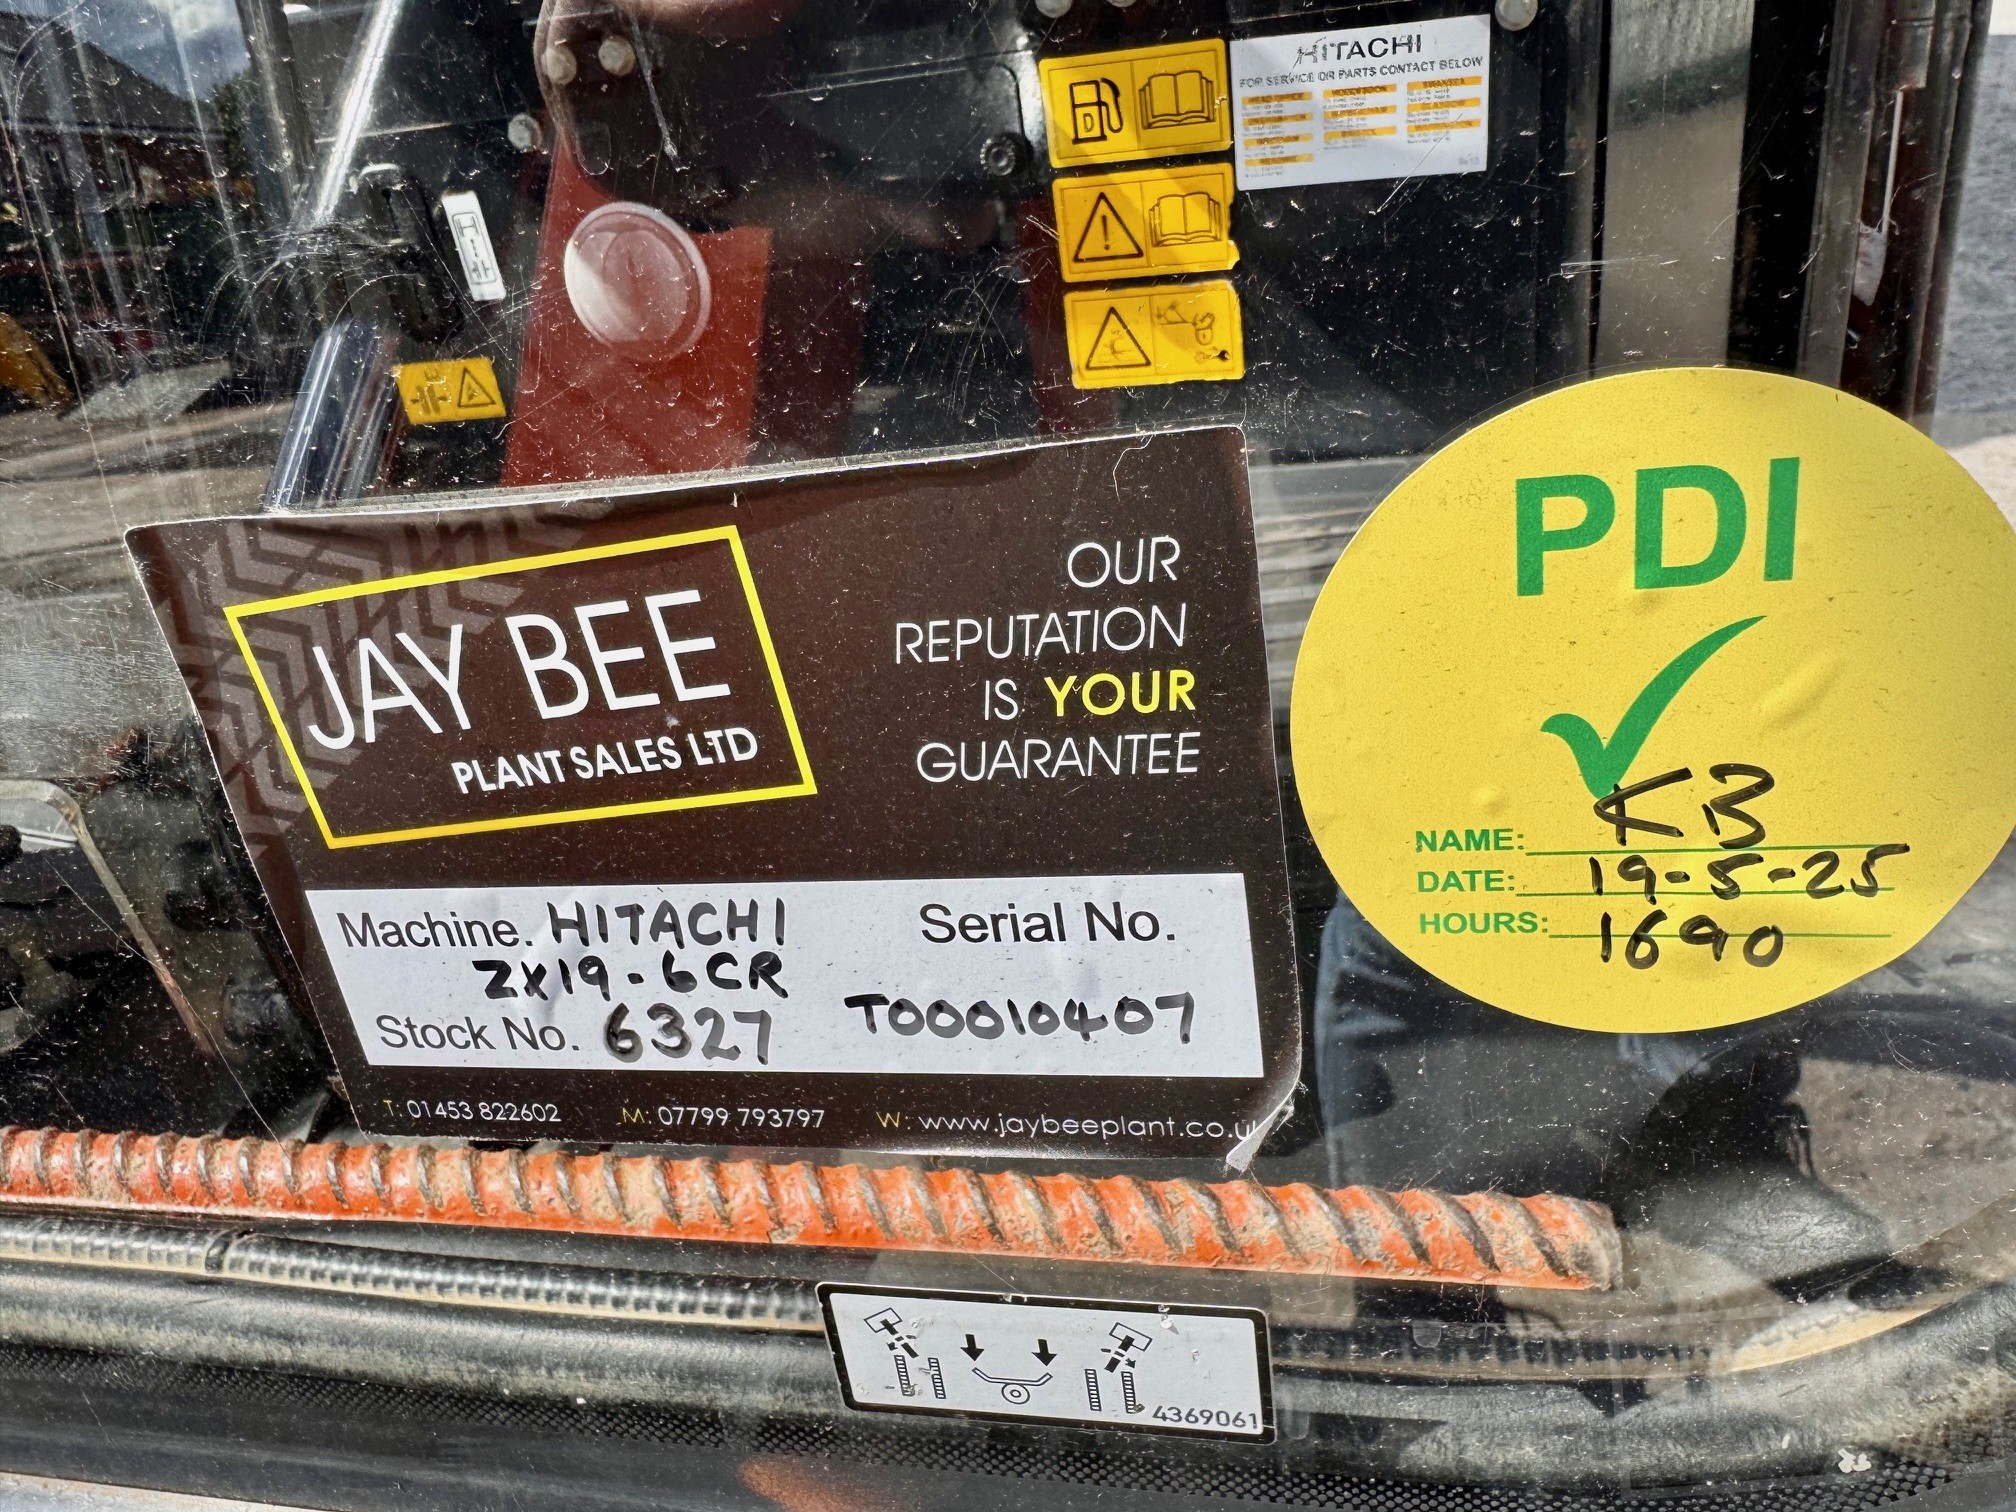 HITACHI
FOR SERVICE OR PARTS CONTACT BELOW
D
JAY BEE
PLANT SALES LTD
OUR
REPUTATION
IS YOUR
GUARANTEE
Machine. HITACHI
ZX19-6CR
Stock No. 6327
Serial No.
T00010407
T: 01453 822602 M: 07799 793797 W: www.jaybeeplant.co.uk
PDI
NAME: KB
DATE: 19-5-25
HOURS: 1690
4369061